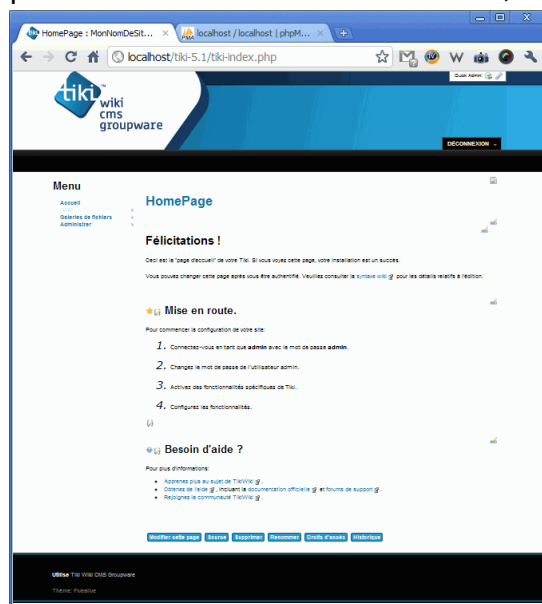 HomePage : MonNomDeSit...
localhost / localhost | phpM...
localhost/tiki-5.1/tiki-index.php
Quick Admin:
tiki
wiki
cms
groupware
DÉCONNEXION
Menu
Accueil
Galeries de fichiers
Administrer
HomePage
Félicitations !
Ceci est la "page d'accueil" de votre Tiki. Si vous voyez cette page, votre installation est un succès.
Vous pouvez changer cette page après vous être authentifié. Veuillez consulter la syntaxe wiki pour les détails relatifs à l'édition.
Mise en route.
Pour commencer la configuration de votre site:
1. Connectez-vous en tant que admin avec le mot de passe admin.
2. Changez le mot de passe de l'utilisateur admin.
3. Activez des fonctionnalités spécifiques de Tiki.
4. Configurez les fonctionnalités.
Besoin d'aide ?
Pour plus d'informations:
Apprenez plus au sujet de TikiWiki .
Obtenez de l'aide , incluant la documentation officielle et forums de support .
Rejoignez la communauté TikiWiki .
Modifier cette page Source Supprimer Renommer Droits d'accès Historique
Utilise Tiki Wiki CMS Groupware
Thème: Fivealive